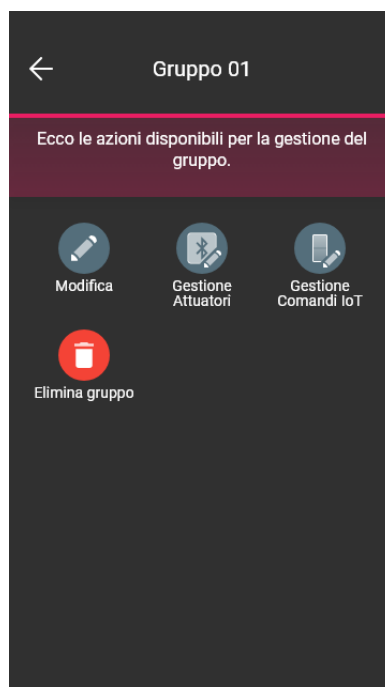 Gruppo 01
Ecco le azioni disponibili per la gestione del
gruppo.
Modifica
Gestione
Attuatori
Gestione
Comandi IoT
Elimina gruppo